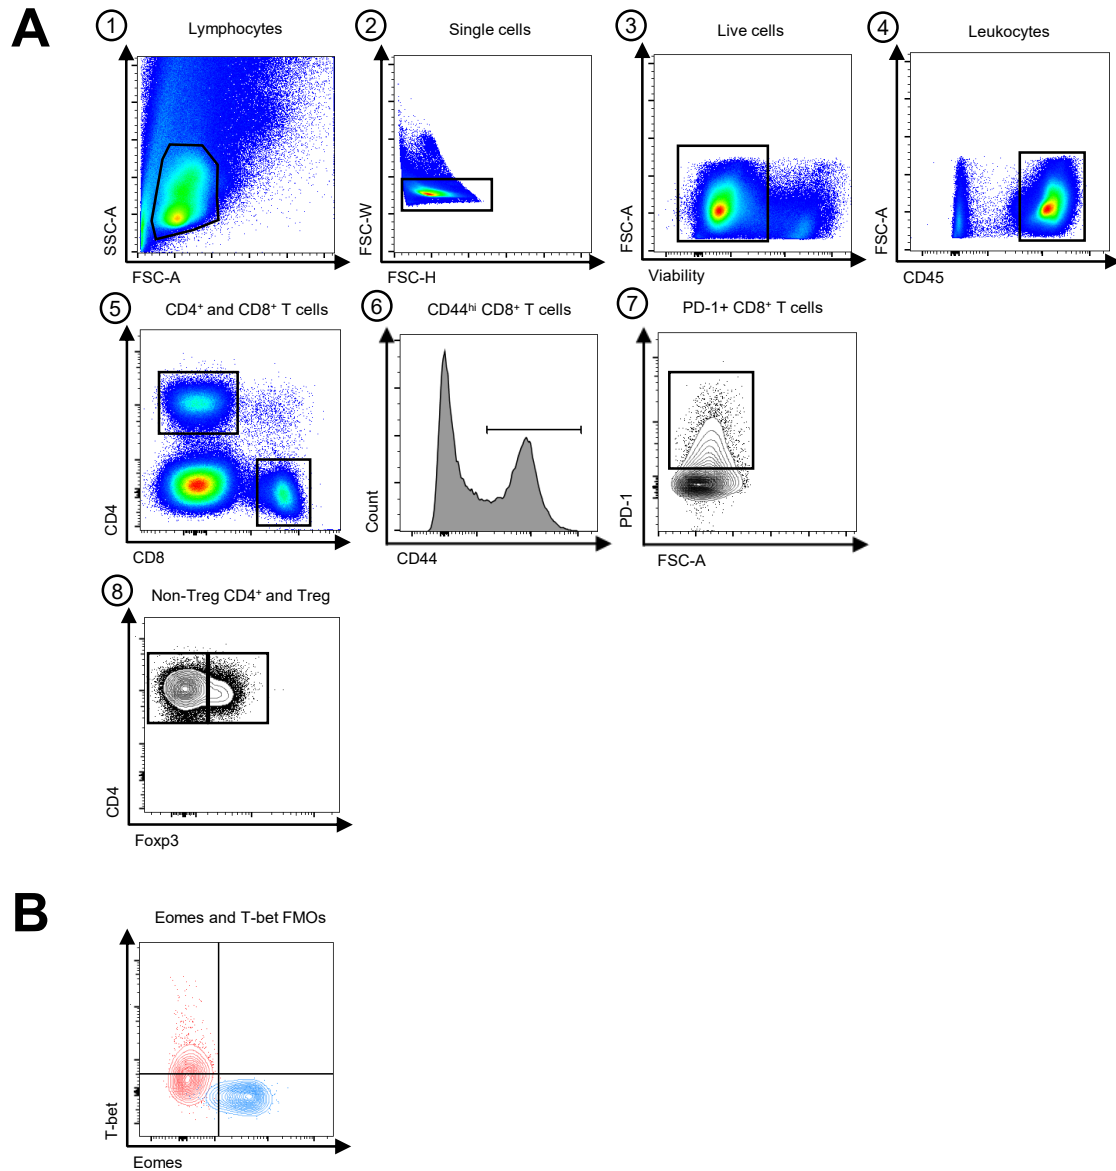 A
1
Lymphocytes
SSC-A
FSC-A
2
Single cells
FSC-W
FSC-H
3
Live cells
FSC-A
Viability
4
Leukocytes
FSC-A
CD45
5
CD4⁺ and CD8⁺ T cells
CD4
CD8
6
CD44ʰⁱ CD8⁺ T cells
Count
CD44
7
PD-1+ CD8⁺ T cells
PD-1
FSC-A
8
Non-Treg CD4⁺ and Treg
CD4
Foxp3
B
Eomes and T-bet FMOs
T-bet
Eomes